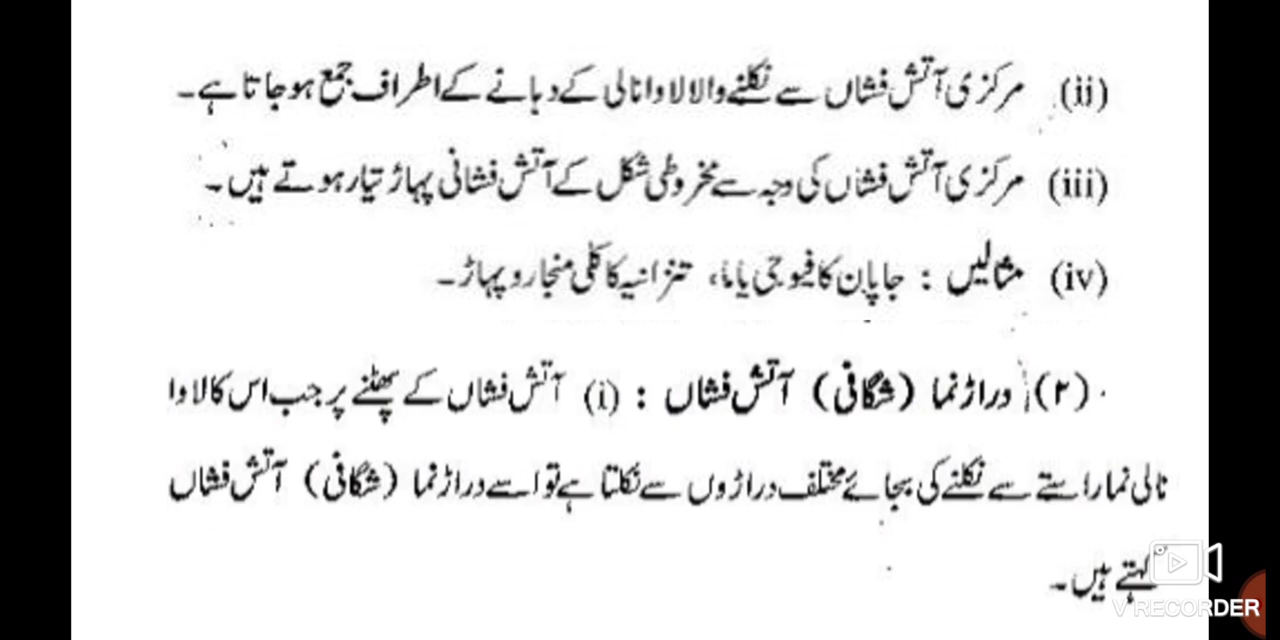 (ii) مرکزی آتش فشاں سے نکلنے والا لاوا نالی کے دہانے کے اطراف جمع ہو جاتا ہے۔
(iii) مرکزی آتش فشاں کی وجہ سے مخروطی شکل کے آتش فشانی پہاڑ تیار ہوتے ہیں۔
(iv) مثالیں : جاپان کا فیوجی یاما، تنزانیہ کا کلی منجارو پہاڑ۔
(۲) دراڑ نما (شگافی) آتش فشاں : (i) آتش فشاں کے پھٹنے پر جب اس کا لاوا
نالی نما راستے سے نکلنے کی بجائے مختلف دراڑوں سے نکلتا ہے تو اسے دراڑ نما (شگافی) آتش فشاں
کہتے ہیں۔
V RECORDER